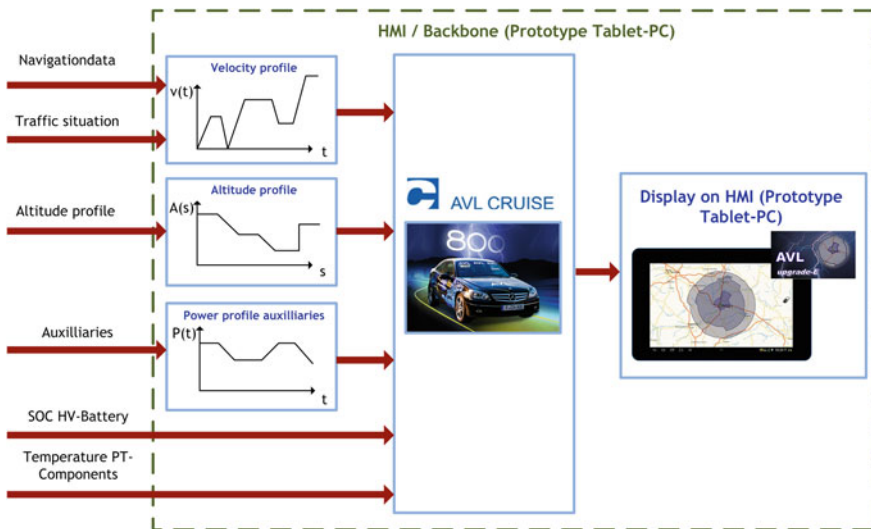 HMI / Backbone (Prototype Tablet-PC)
Navigationdata
Traffic situation
Velocity profile
v(t)
t
Altitude profile
Altitude profile
A(s)
s
Auxilliaries
Power profile auxilliaries
P(t)
t
SOC HV-Battery
Temperature PT-
Components
AVL CRUISE
800
Display on HMI (Prototype
Tablet-PC)
AVL
upgrade-E